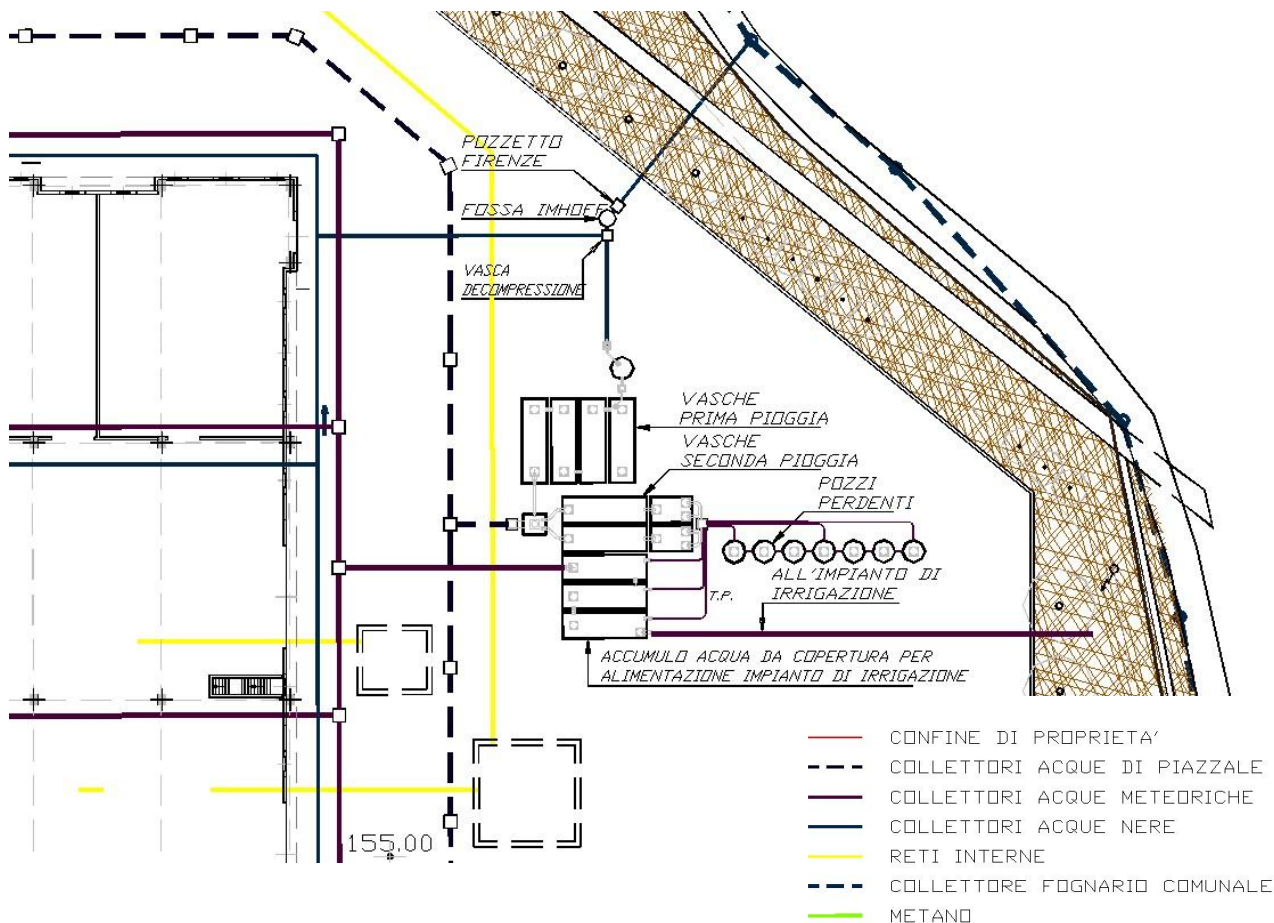 POZZETTO
FIRENZE
FOSSA IMHOFF
VASCA
DECOMPRESSIONE
VASCHE
PRIMA PIOGGIA
VASCHE
SECONDA PIOGGIA
POZZI
PERDENTI
ALL'IMPIANTO DI
IRRIGAZIONE
T.P.
ACCUMULO ACQUA DA COPERTURA PER
ALIMENTAZIONE IMPIANTO DI IRRIGAZIONE
155.00
CONFINE DI PROPRIETA'
COLLETTORI ACQUE DI PIAZZALE
COLLETTORI ACQUE METEORICHE
COLLETTORI ACQUE NERE
RETI INTERNE
COLLETTORE FOGNARIO COMUNALE
METANO